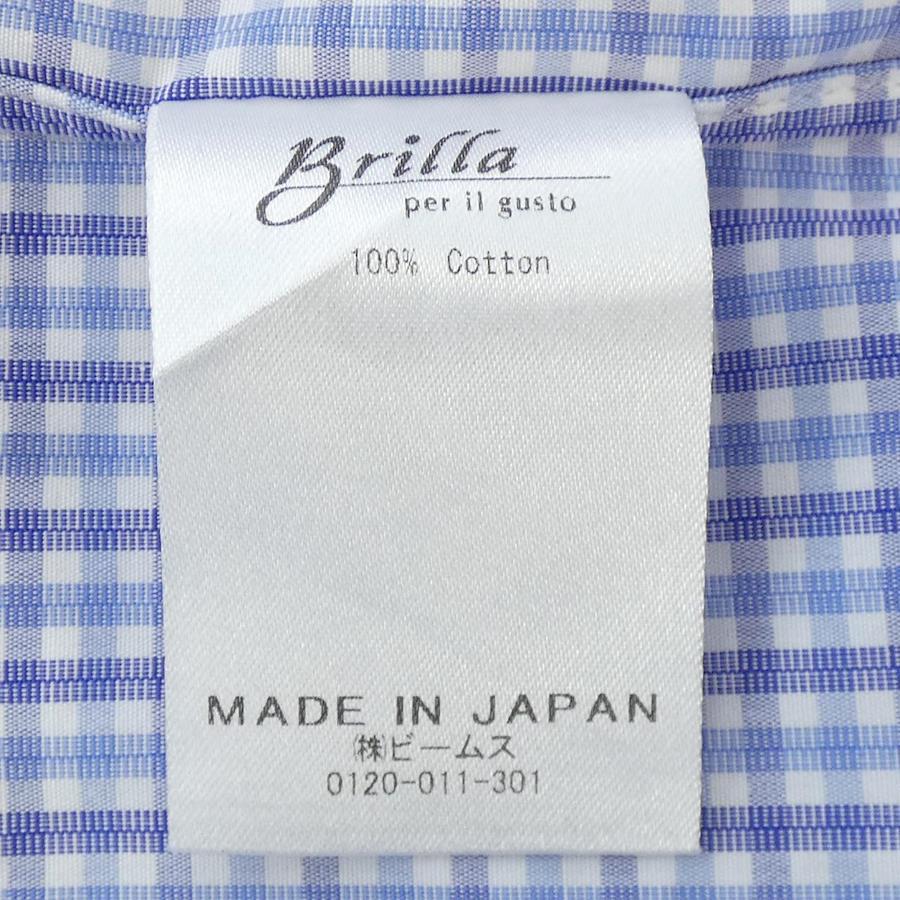 Brilla
per il gusto
100% Cotton
MADE IN JAPAN
㈱ビームス
0120-011-301